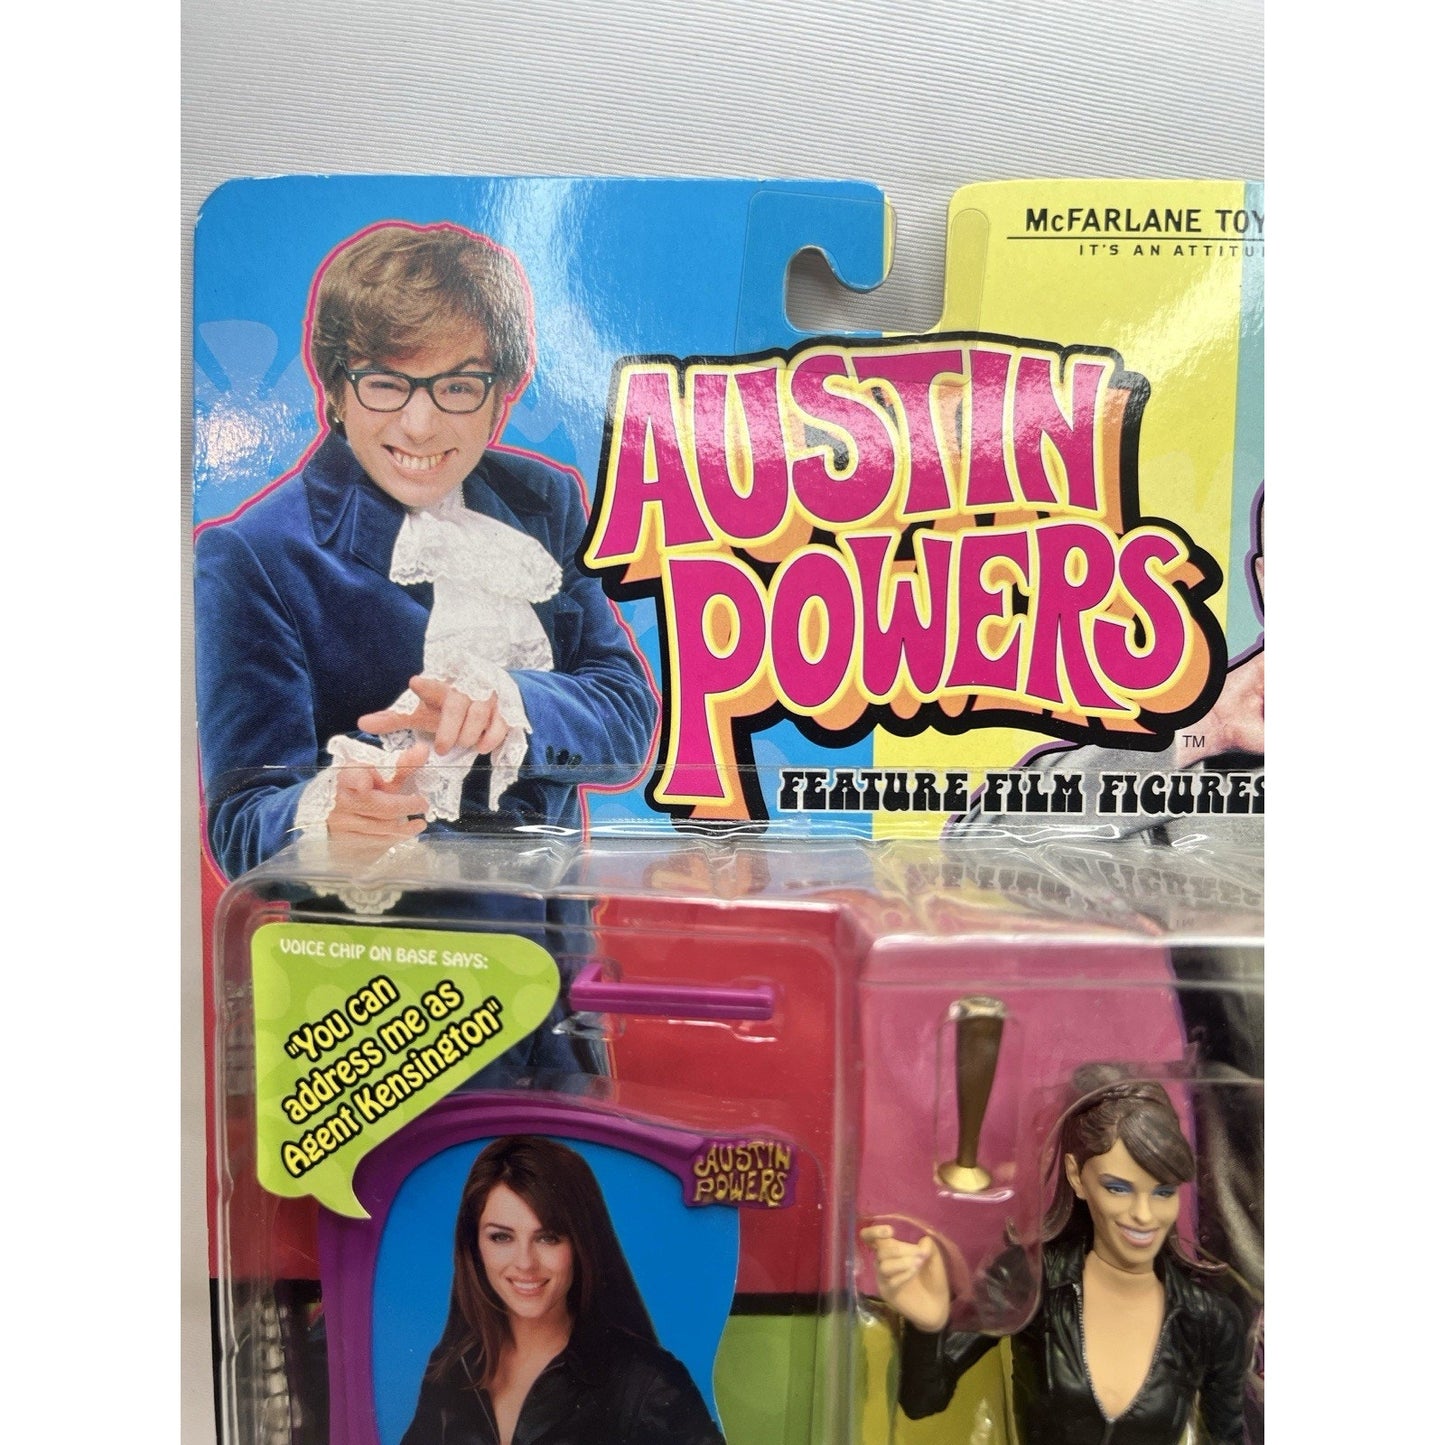 McFARLANE TOY
IT'S AN ATTITU
AUSTIN
POWERS
TM
FEATURE FILM FIGURES
VOICE CHIP ON BASE SAYS:
"You can
address me as
Agent Kensington"
AUSTIN
POWERS